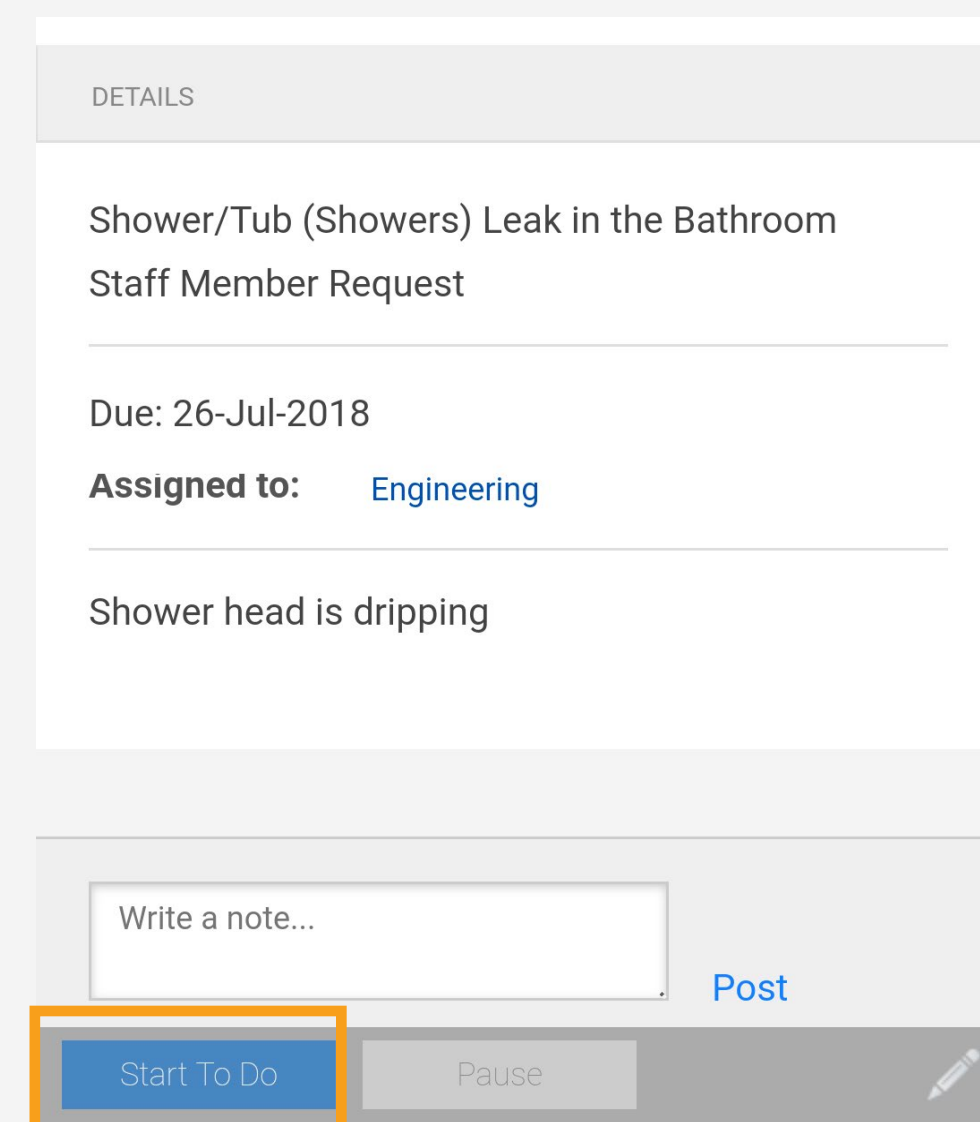 DETAILS
Shower/Tub (Showers) Leak in the Bathroom
Staff Member Request
Due: 26-Jul-2018
Assigned to: Engineering
Shower head is dripping
Write a note...
Post
Start To Do Pause